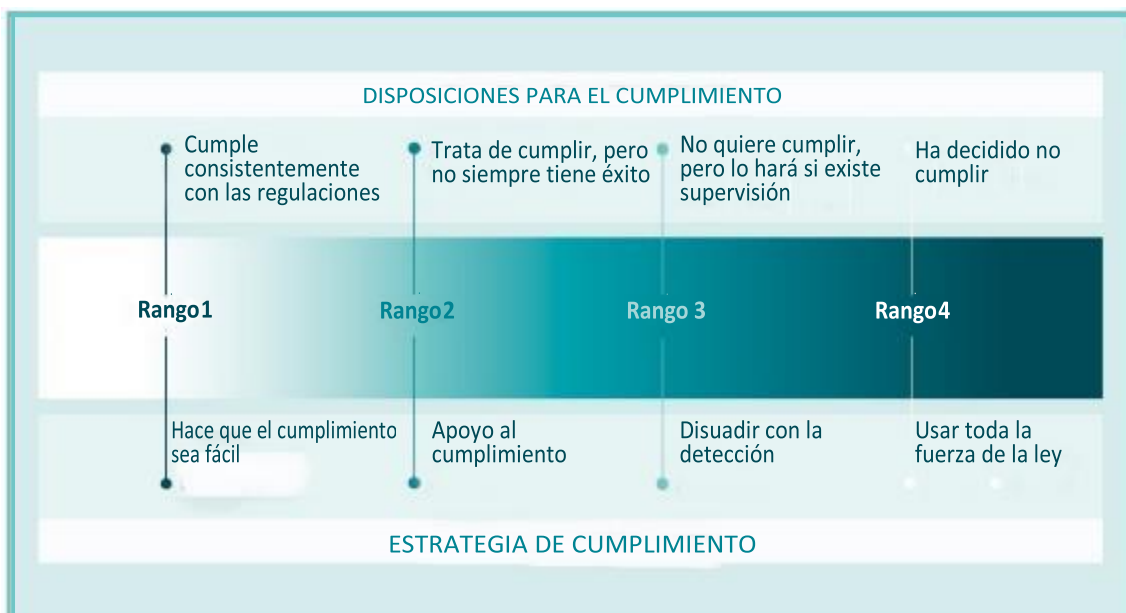 DISPOSICIONES PARA EL CUMPLIMIENTO
Cumple
consistentemente
con las regulaciones
Trata de cumplir, pero
no siempre tiene éxito
No quiere cumplir,
pero lo hará si existe
supervisión
Ha decidido no
cumplir
Rango1
Rango2
Rango 3
Rango4
Hace que el cumplimiento
sea fácil
Apoyo al
cumplimiento
Disuadir con la
detección
Usar toda la
fuerza de la ley
ESTRATEGIA DE CUMPLIMIENTO